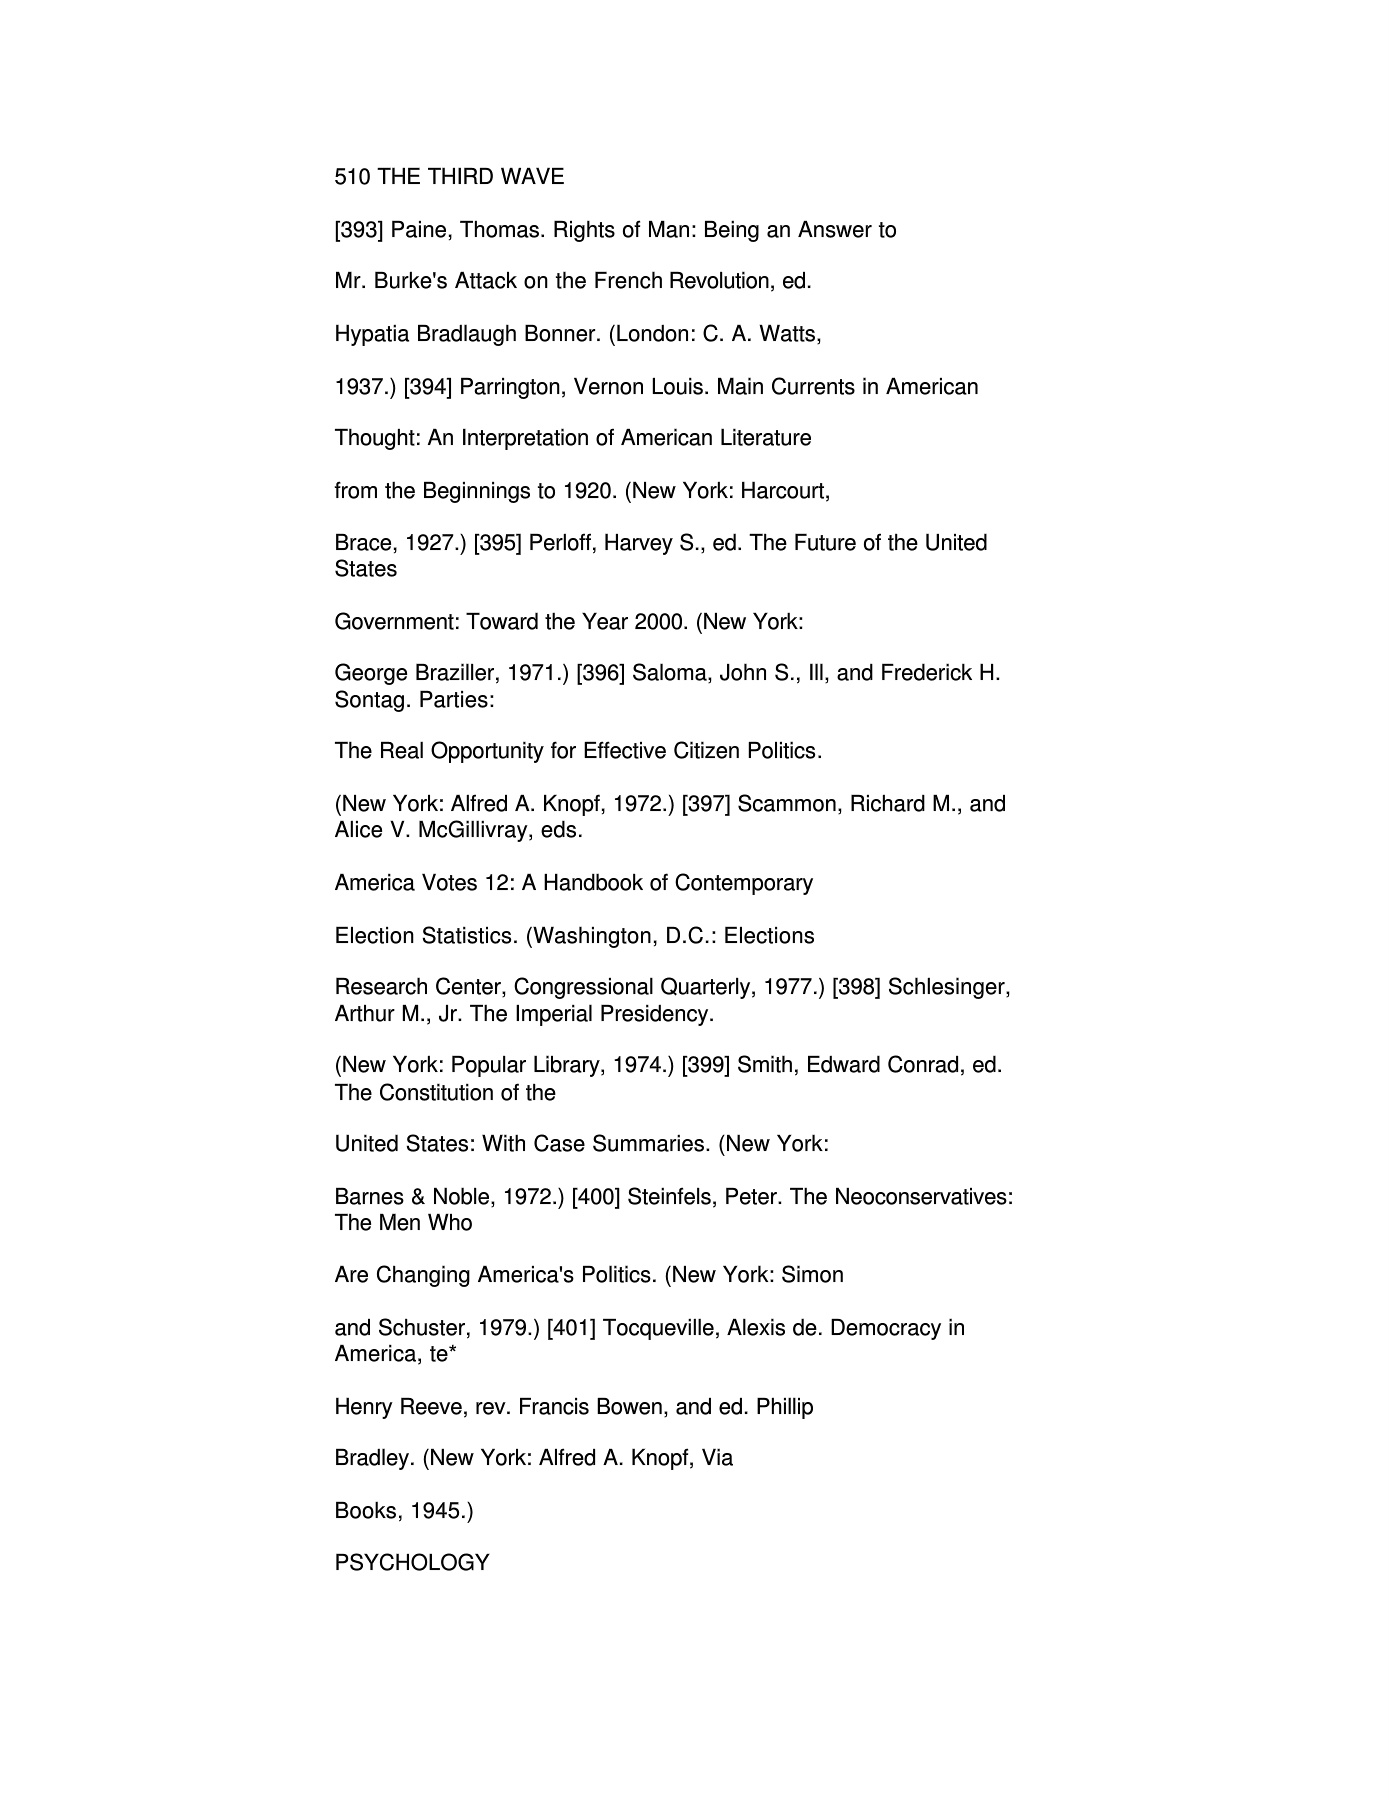 510 THE THIRD WAVE
[393] Paine, Thomas. Rights of Man: Being an Answer to
Mr. Burke's Attack on the French Revolution, ed.
Hypatia Bradlaugh Bonner. (London: C. A. Watts,
1937.) [394] Parrington, Vernon Louis. Main Currents in American
Thought: An Interpretation of American Literature
from the Beginnings to 1920. (New York: Harcourt,
Brace, 1927.) [395] Perloff, Harvey S., ed. The Future of the United
States
Government: Toward the Year 2000. (New York:
George Braziller, 1971.) [396] Saloma, John S., Ill, and Frederick H.
Sontag. Parties:
The Real Opportunity for Effective Citizen Politics.
(New York: Alfred A. Knopf, 1972.) [397] Scammon, Richard M., and
Alice V. McGillivray, eds.
America Votes 12: A Handbook of Contemporary
Election Statistics. (Washington, D.C.: Elections
Research Center, Congressional Quarterly, 1977.) [398] Schlesinger,
Arthur M., Jr. The Imperial Presidency.
(New York: Popular Library, 1974.) [399] Smith, Edward Conrad, ed.
The Constitution of the
United States: With Case Summaries. (New York:
Barnes & Noble, 1972.) [400] Steinfels, Peter. The Neoconservatives:
The Men Who
Are Changing America's Politics. (New York: Simon
and Schuster, 1979.) [401] Tocqueville, Alexis de. Democracy in
America, te*
Henry Reeve, rev. Francis Bowen, and ed. Phillip
Bradley. (New York: Alfred A. Knopf, Via
Books, 1945.)
PSYCHOLOGY